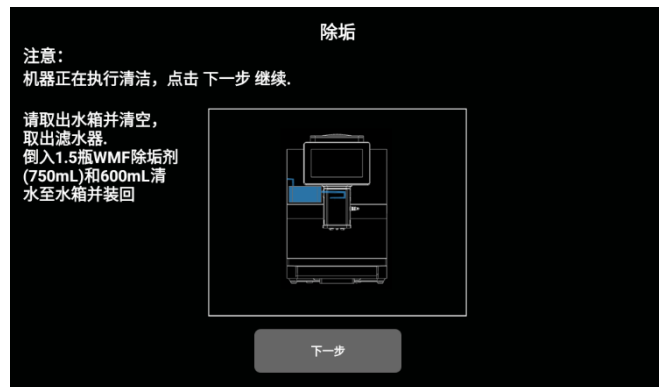 除垢
注意：
机器正在执行清洁，点击 下一步 继续.
请取出水箱并清空，
取出滤水器.
倒入1.5瓶WMF除垢剂
(750mL)和600mL清
水至水箱并装回
下一步